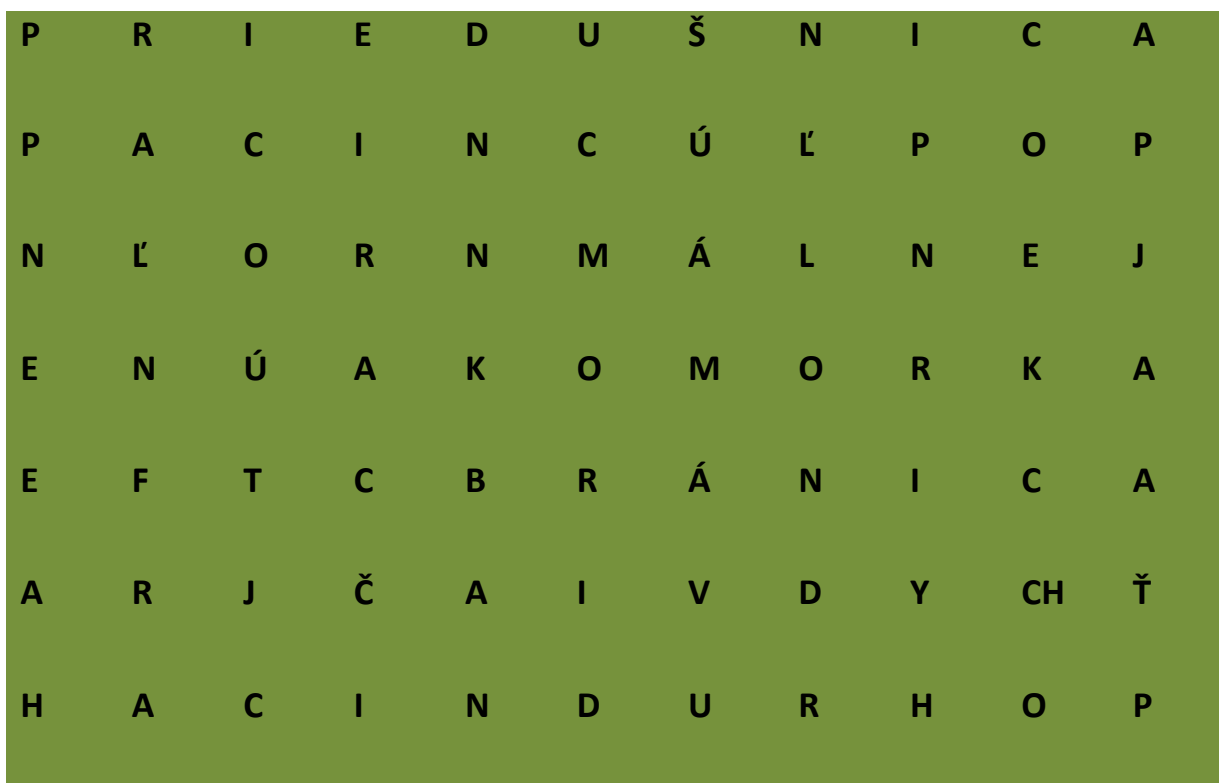 P R I E D U Š N I C A
P A C I N C Ú Ľ P O P
N Ľ O R N M Á L N E J
E N Ú A K O M O R K A
E F T C B R Á N I C A
A R J Č A I V D Y CH Ť
H A C I N D U R H O P